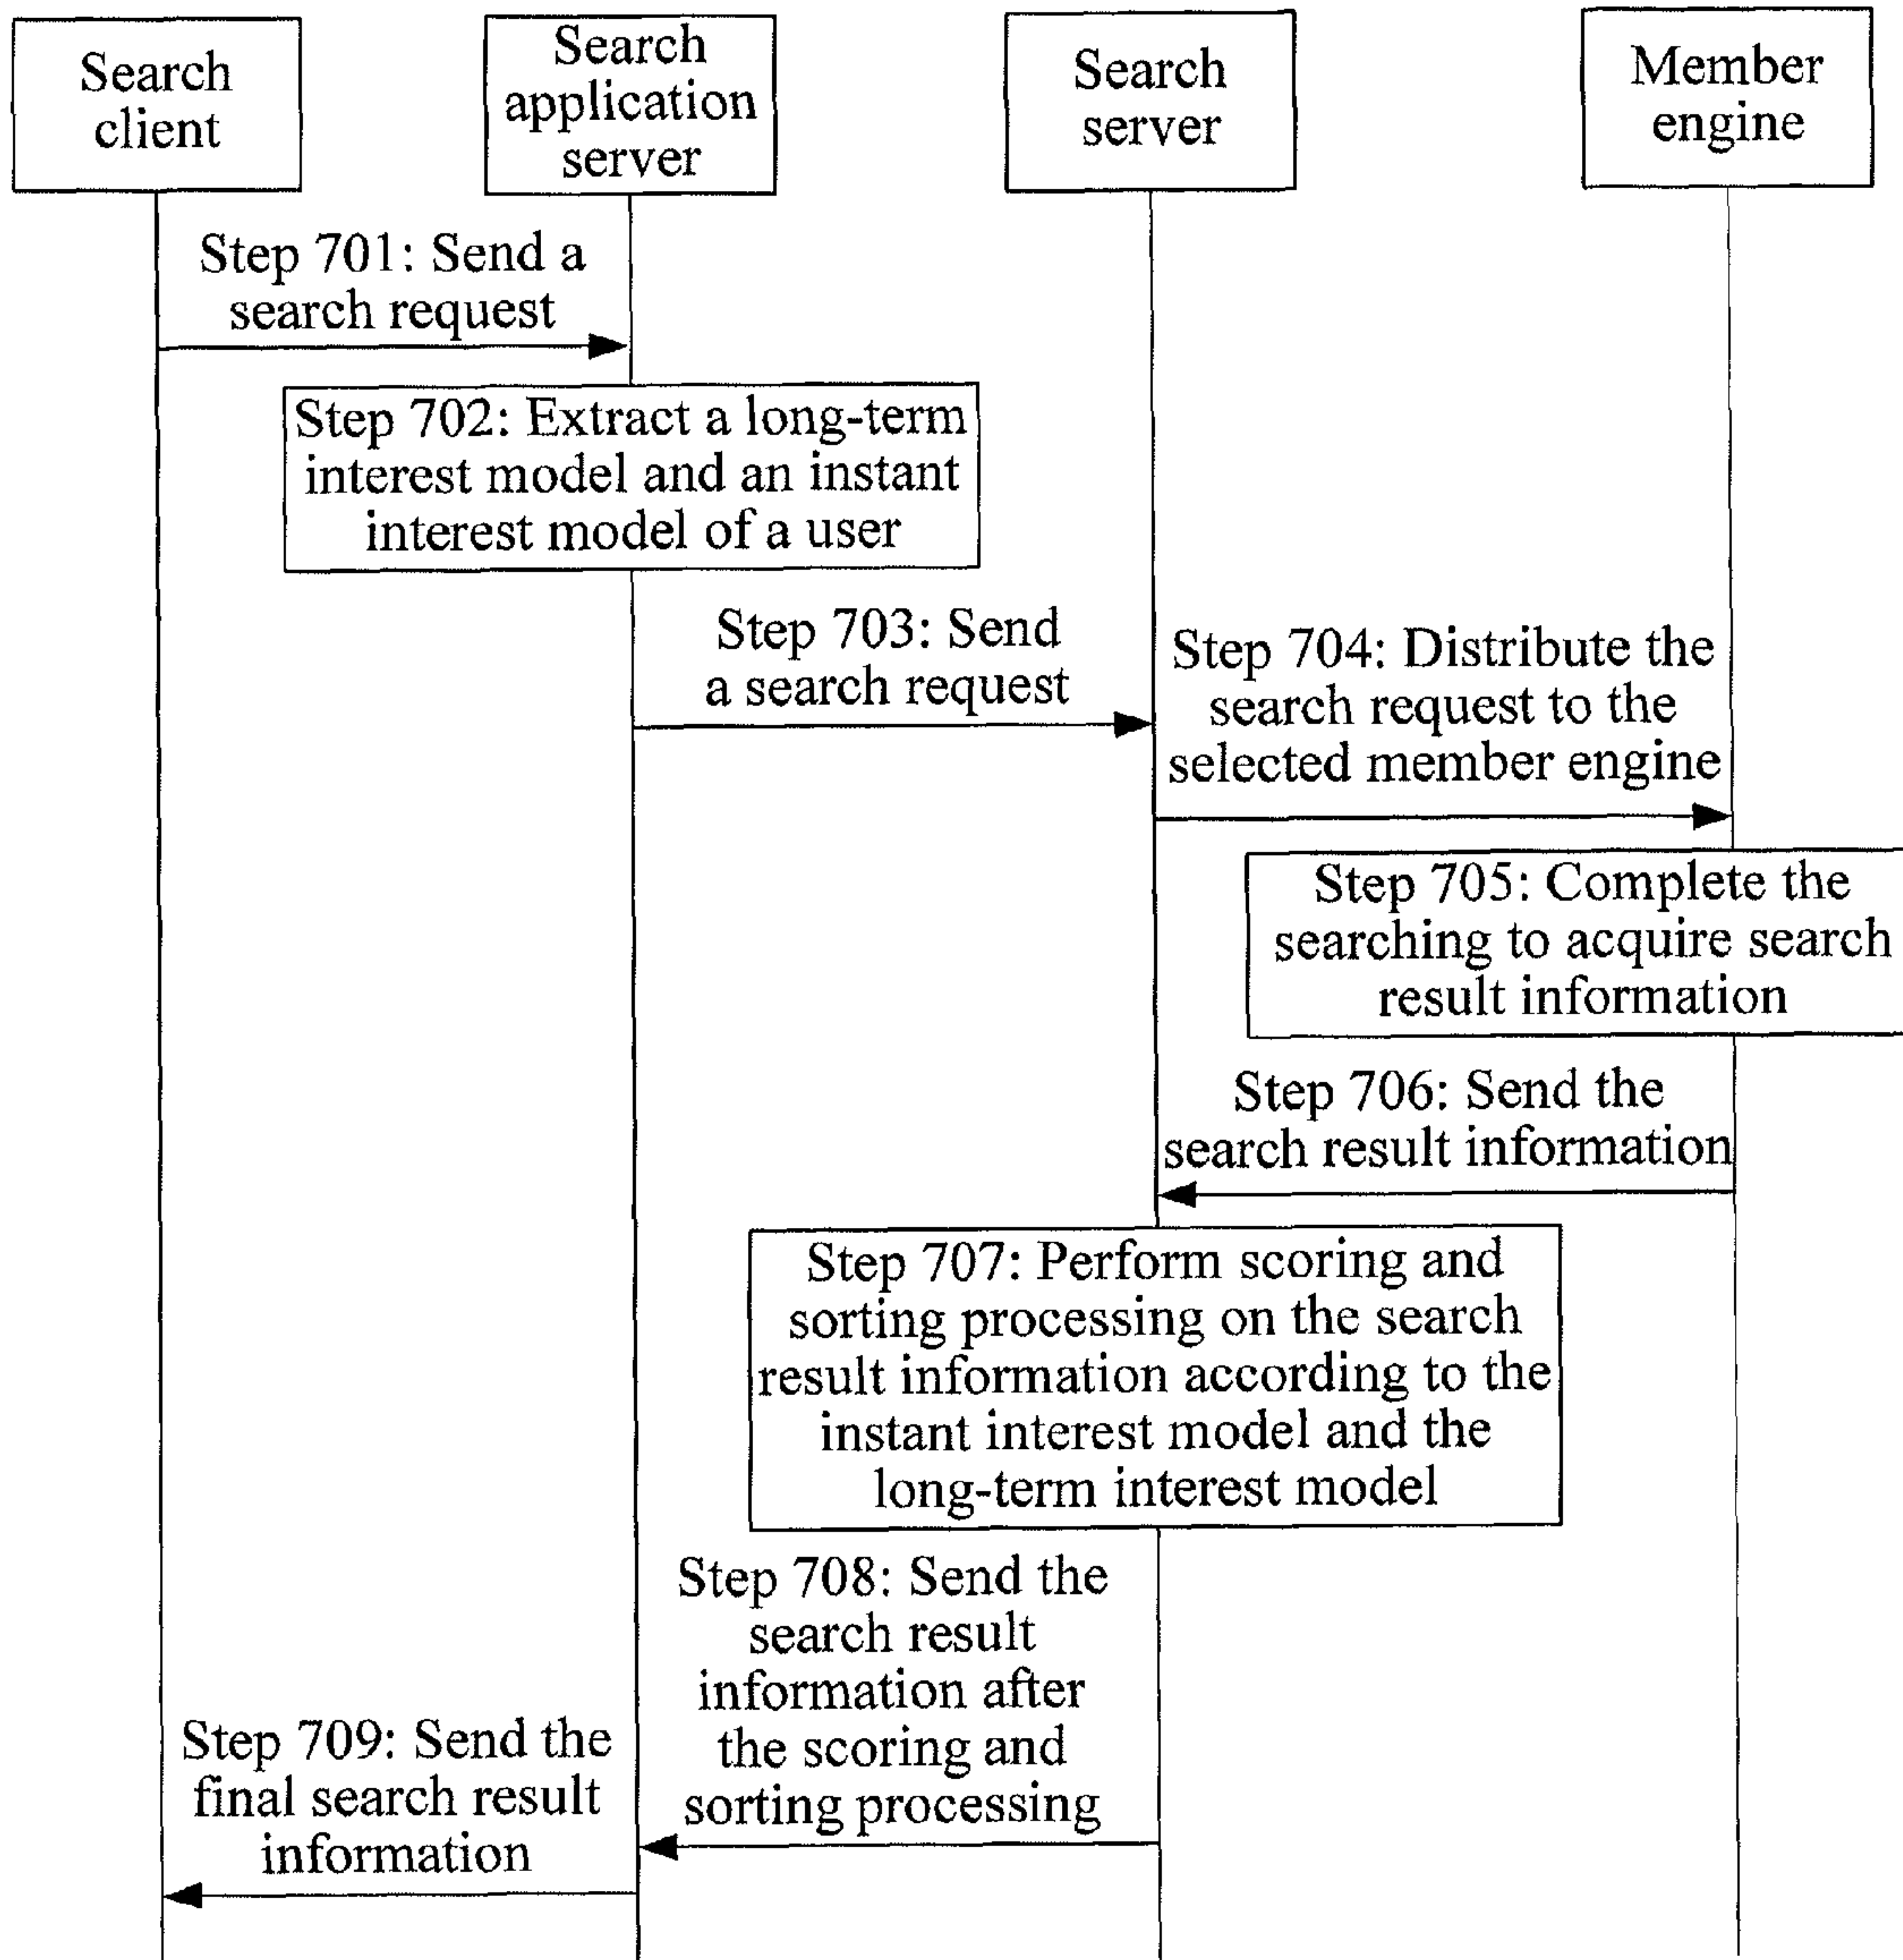 Search
client
Search
application
server
Search
server
Member
engine
Step 701: Send a
search request
Step 702: Extract a long-term
interest model and an instant
interest model of a user
Step 703: Send
a search request
Step 704: Distribute the
search request to the
selected member engine
Step 705: Complete the
searching to acquire search
result information
Step 706: Send the
search result information
Step 707: Perform scoring and
sorting processing on the search
result information according to the
instant interest model and the
long-term interest model
Step 708: Send the
search result
information after
the scoring and
sorting processing
Step 709: Send the
final search result
information